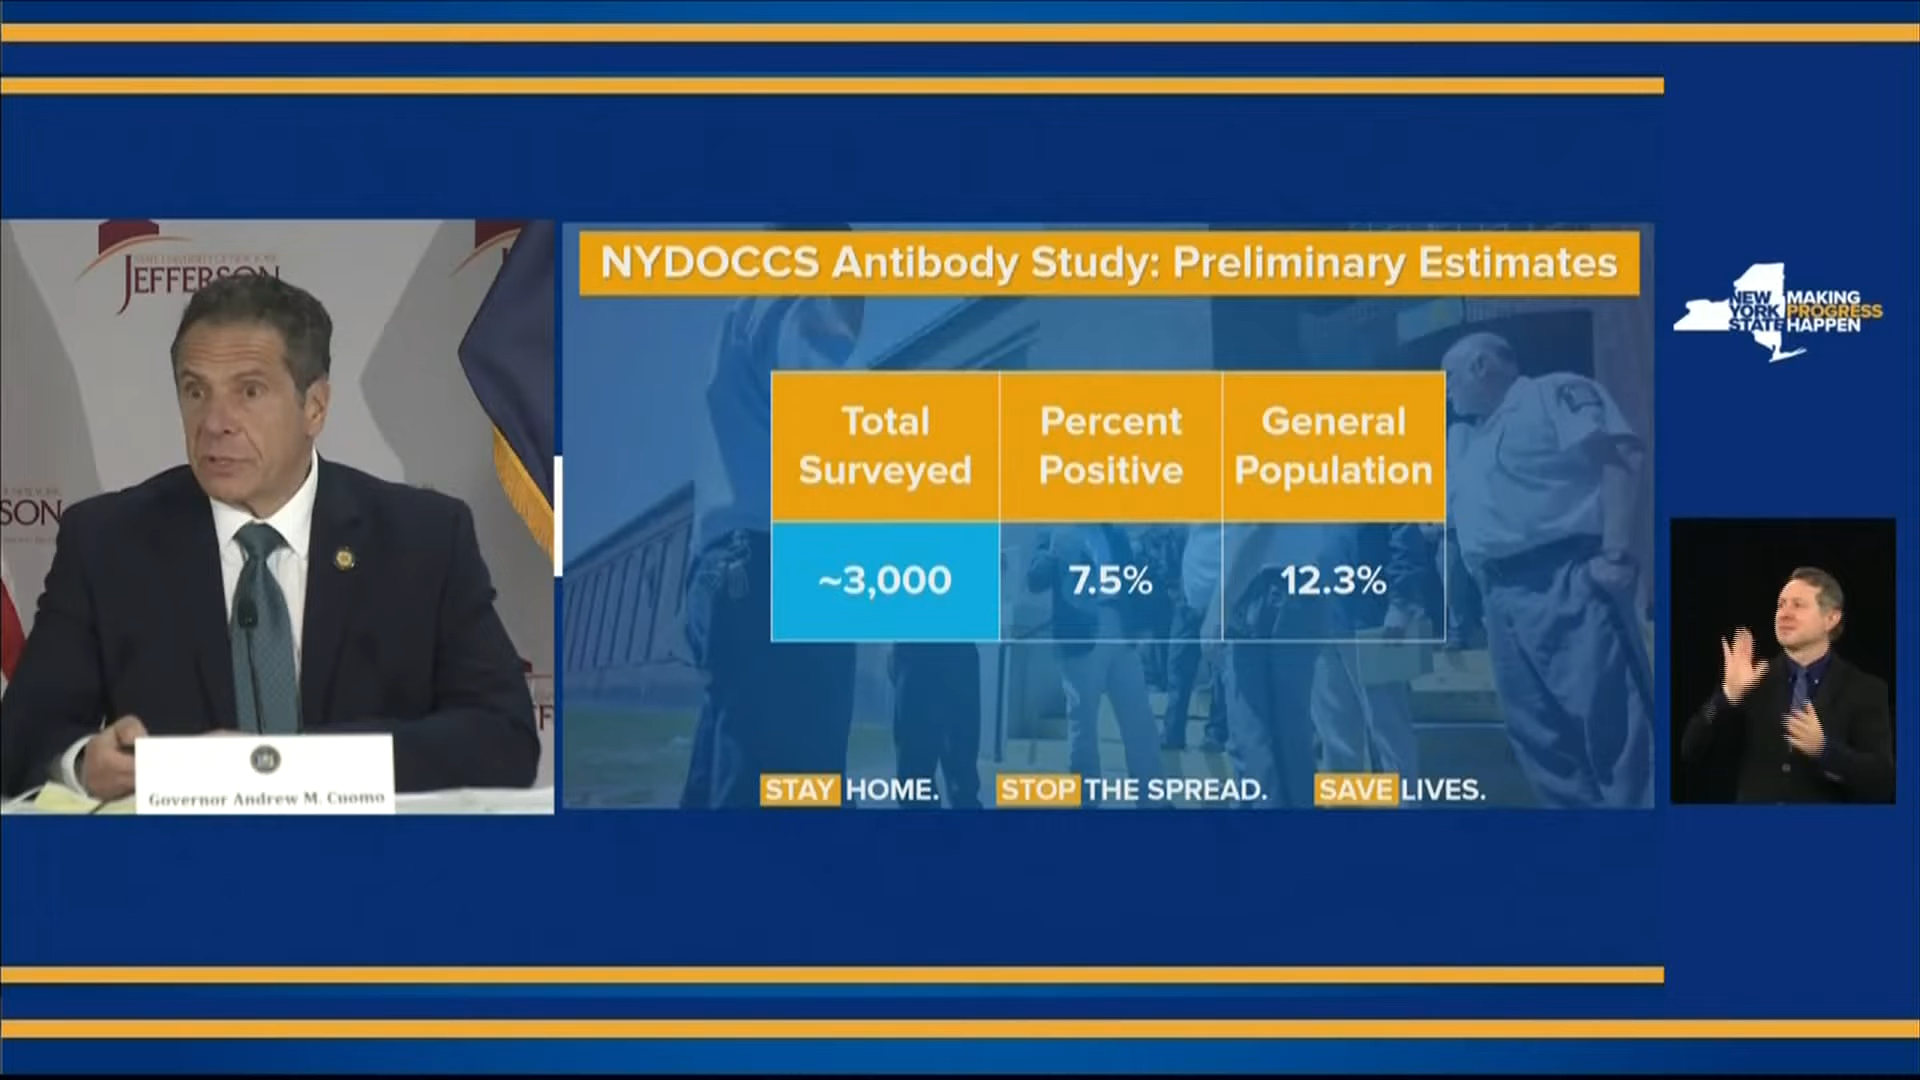 JEFFERSON
SON
Governor Andrew M. Cuomo
NYDOCCS Antibody Study: Preliminary Estimates
Total
Surveyed
Percent
Positive
General
Population
~3,000
7.5%
12.3%
STAY HOME.
STOP THE SPREAD.
SAVE LIVES.
NEW
YORK
STATE
MAKING
PROGRESS
HAPPEN